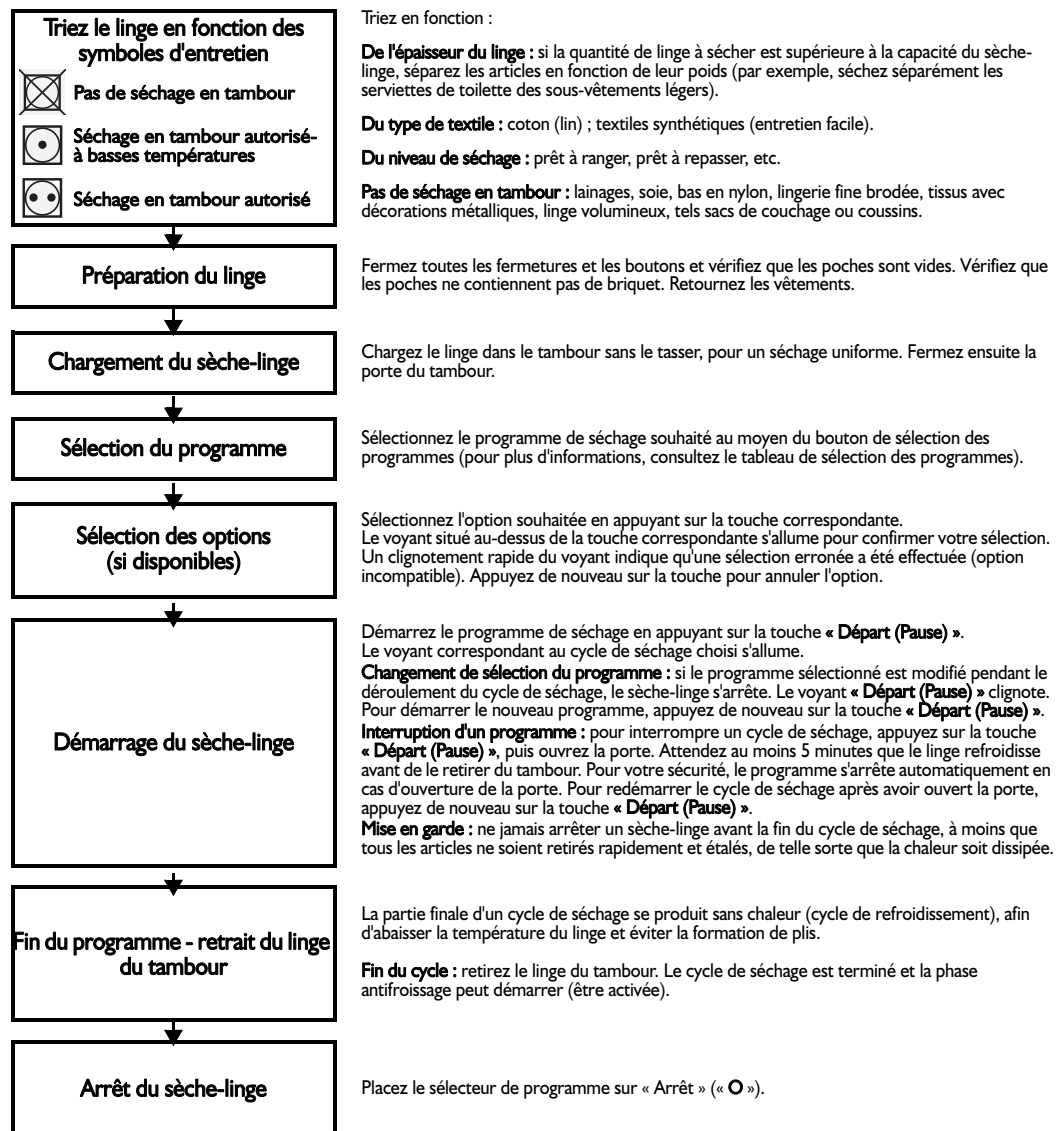 Triez le linge en fonction des
symboles d'entretien
Pas de séchage en tambour
Séchage en tambour autorisé-
à basses températures
Séchage en tambour autorisé
Triez en fonction :
De l'épaisseur du linge : si la quantité de linge à sécher est supérieure à la capacité du sèche-
linge, séparez les articles en fonction de leur poids (par exemple, séchez séparément les
serviettes de toilette des sous-vêtements légers).
Du type de textile : coton (lin) ; textiles synthétiques (entretien facile).
Du niveau de séchage : prêt à ranger, prêt à repasser, etc.
Pas de séchage en tambour : lainages, soie, bas en nylon, lingerie fine brodée, tissus avec
décorations métalliques, linge volumineux, tels sacs de couchage ou coussins.
Préparation du linge
Fermez toutes les fermetures et les boutons et vérifiez que les poches sont vides. Vérifiez que
les poches ne contiennent pas de briquet. Retournez les vêtements.
Chargement du sèche-linge
Chargez le linge dans le tambour sans le tasser, pour un séchage uniforme. Fermez ensuite la
porte du tambour.
Sélection du programme
Sélectionnez le programme de séchage souhaité au moyen du bouton de sélection des
programmes (pour plus d'informations, consultez le tableau de sélection des programmes).
Sélection des options
(si disponibles)
Sélectionnez l'option souhaitée en appuyant sur la touche correspondante.
Le voyant situé au-dessus de la touche correspondante s'allume pour confirmer votre sélection.
Un clignotement rapide du voyant indique qu'une sélection erronée a été effectuée (option
incompatible). Appuyez de nouveau sur la touche pour annuler l'option.
Démarrage du sèche-linge
Démarrez le programme de séchage en appuyant sur la touche « Départ (Pause) ».
Le voyant correspondant au cycle de séchage choisi s'allume.
Changement de sélection du programme : si le programme sélectionné est modifié pendant le
déroulement du cycle de séchage, le sèche-linge s'arrête. Le voyant « Départ (Pause) » clignote.
Pour démarrer le nouveau programme, appuyez de nouveau sur la touche « Départ (Pause) ».
Interruption d'un programme : pour interrompre un cycle de séchage, appuyez sur la touche
« Départ (Pause) », puis ouvrez la porte. Attendez au moins 5 minutes que le linge refroidisse
avant de le retirer du tambour. Pour votre sécurité, le programme s'arrête automatiquement en
cas d'ouverture de la porte. Pour redémarrer le cycle de séchage après avoir ouvert la porte,
appuyez de nouveau sur la touche « Départ (Pause) ».
Mise en garde : ne jamais arrêter un sèche-linge avant la fin du cycle de séchage, à moins que
tous les articles ne soient retirés rapidement et étalés, de telle sorte que la chaleur soit dissipée.
Fin du programme - retrait du linge
du tambour
La partie finale d'un cycle de séchage se produit sans chaleur (cycle de refroidissement), afin
d'abaisser la température du linge et éviter la formation de plis.
Fin du cycle : retirez le linge du tambour. Le cycle de séchage est terminé et la phase
antifroissage peut démarrer (être activée).
Arrêt du sèche-linge
Placez le sélecteur de programme sur « Arrêt » (« O »).